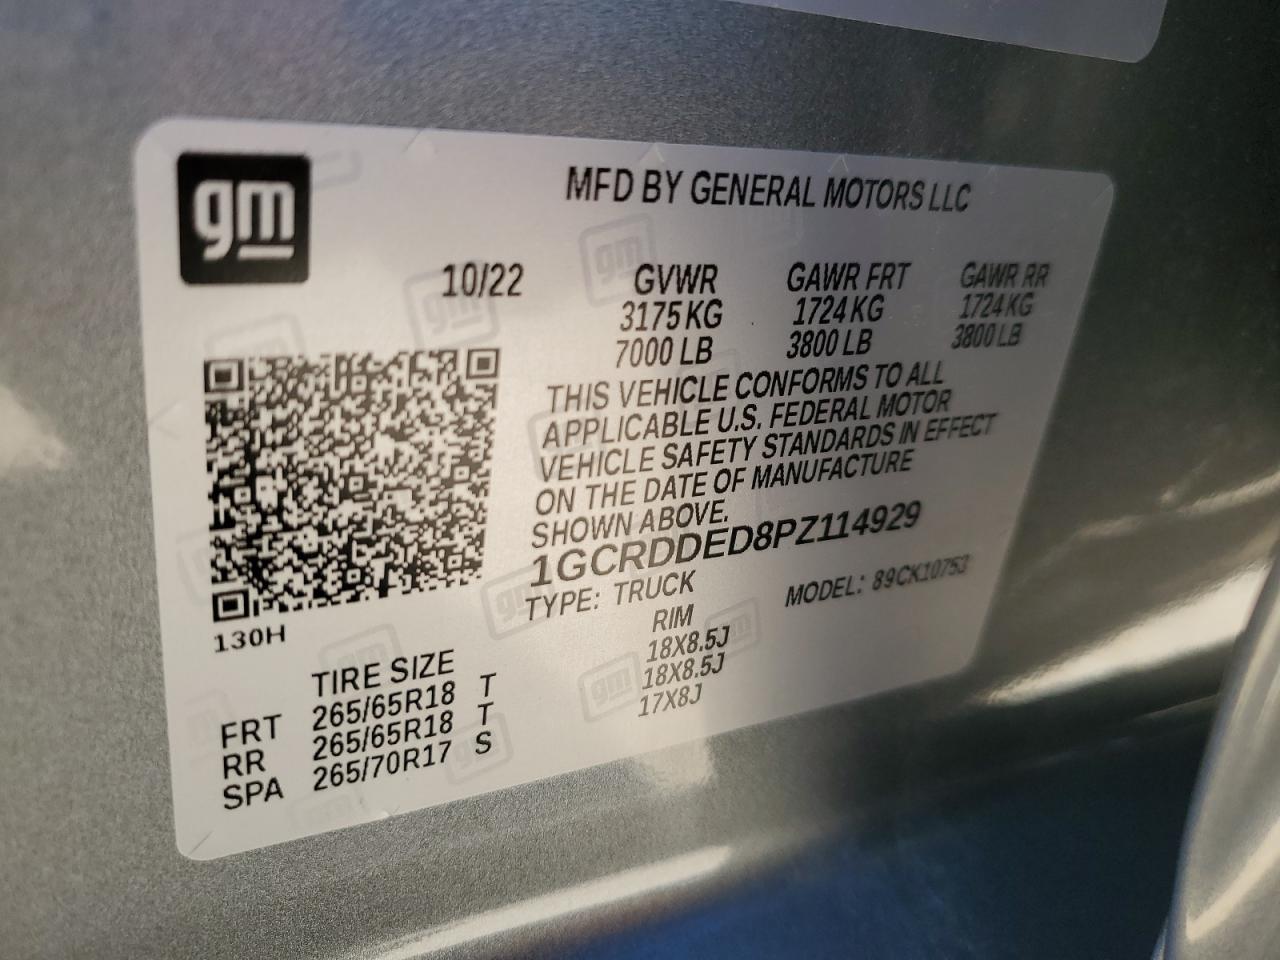 gm
MFD BY GENERAL MOTORS LLC
10/22 GVWR GAWR FRT GAWR RR
3175 KG 1724 KG 1724 KG
7000 LB 3800 LB 3800 LB
THIS VEHICLE CONFORMS TO ALL
APPLICABLE U.S. FEDERAL MOTOR
VEHICLE SAFETY STANDARDS IN EFFECT
ON THE DATE OF MANUFACTURE
SHOWN ABOVE.
1GCRDDED8PZ114929
TYPE: TRUCK MODEL: 89CK10753
130H
TIRE SIZE RIM
FRT 265/65R18 T 18X8.5J
RR 265/65R18 T 18X8.5J
SPA 265/70R17 S 17X8J